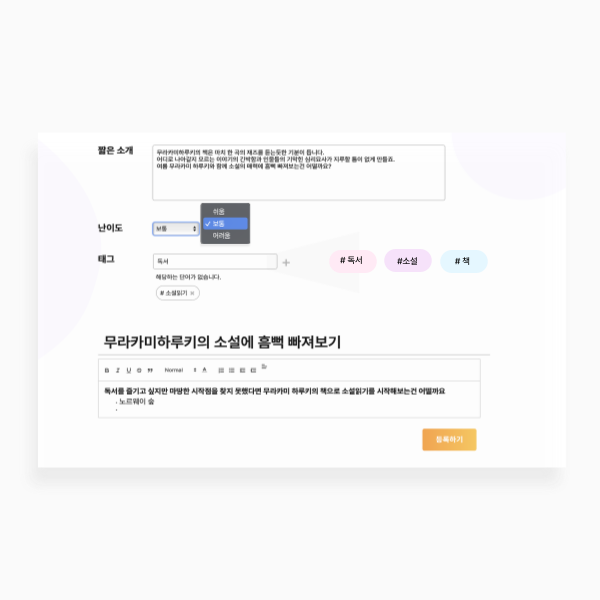 짧은 소개
무라카미하루키의 책은 마치 한 곡의 재즈를 듣는듯한 기분이 듭니다.
어디로 나아갈지 모르는 이야기의 긴박함과 인물들의 기막힌 심리묘사가 지루할 틈이 없게 만들죠.
여름 무라카미 하루키와 함께 소설의 매력에 흠뻑 빠져보는건 어떨까요?
난이도
보통
쉬움
보통
어려움
태그
독서
해당하는 단어가 없습니다.
# 소설읽기 ×
# 독서
#소설
# 책
무라카미하루키의 소설에 흠뻑 빠져보기
B I U S ” Normal A
독서를 즐기고 싶지만 마땅한 시작점을 찾지 못했다면 무라카미 하루키의 책으로 소설읽기를 시작해보는건 어떨까요
. 노르웨이 숲
.
등록하기